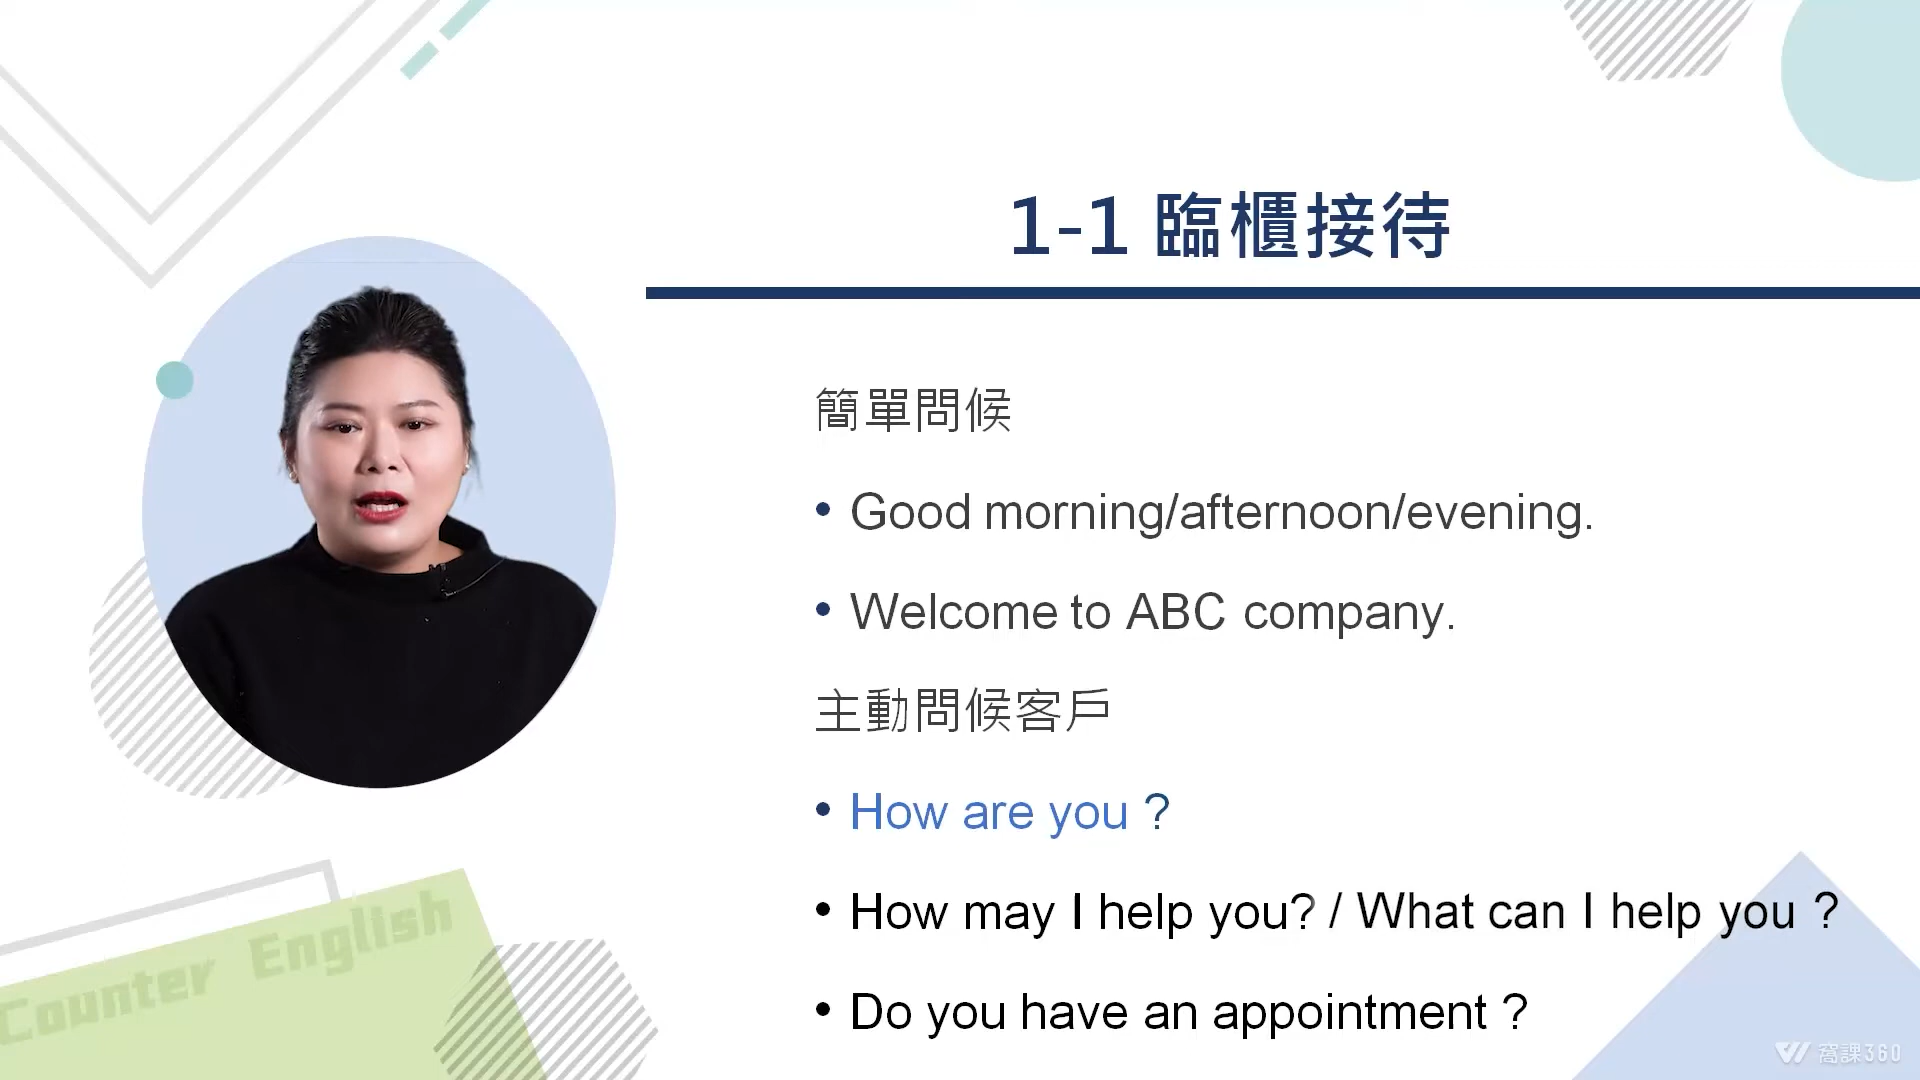 1-1 臨櫃接待
簡單問候
• Good morning/afternoon/evening.
• Welcome to ABC company.
主動問候客戶
• How are you ?
• How may I help you? / What can I help you ?
• Do you have an appointment ?
Counter English
窩課360